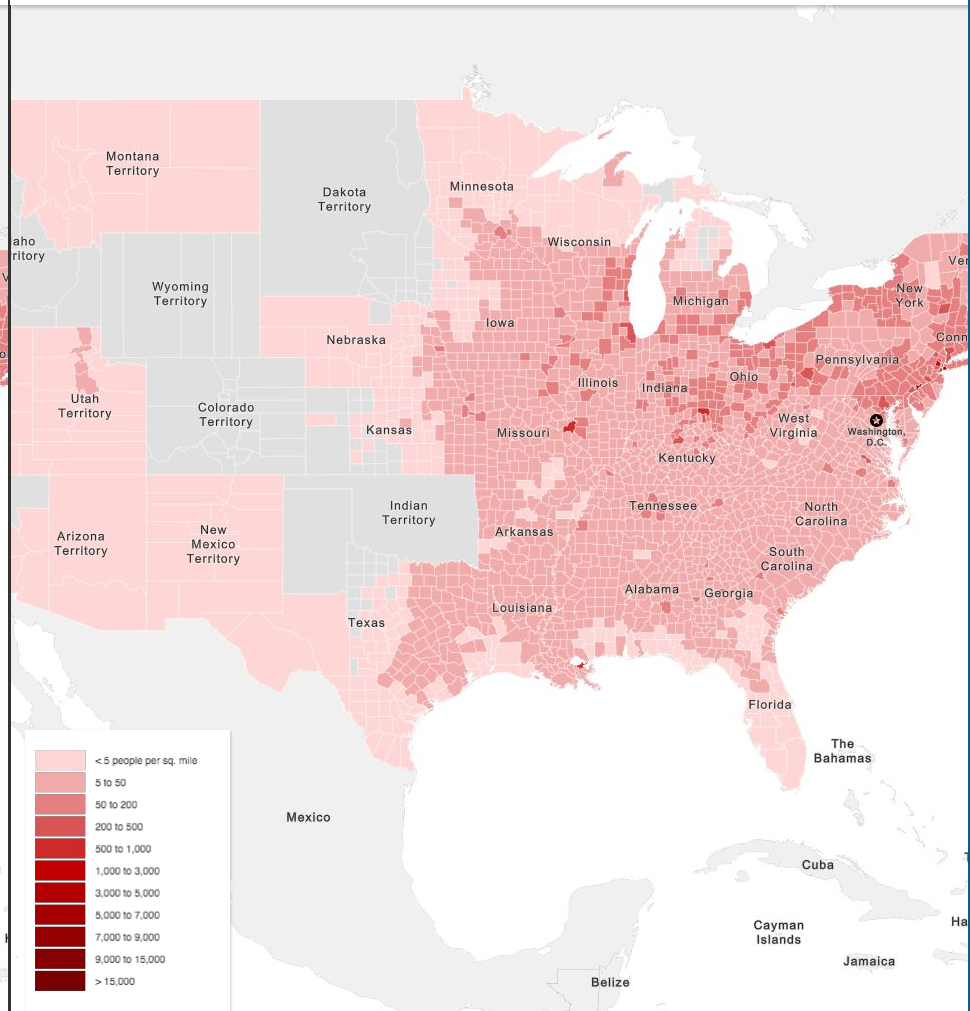 Montana
Territory
Dakota
Territory
Minnesota
aho
rritory
Wisconsin
Ver
Wyoming
Territory
New
York
Michigan
Iowa
Conn
Nebraska
Pennsylvania
Ohio
Illinois
Indiana
Utah
Territory
Colorado
Territory
Kansas
Missouri
West
Virginia
Washington,
D.C.
Kentucky
Indian
Territory
Tennessee
North
Carolina
Arkansas
Arizona
Territory
New
Mexico
Territory
South
Carolina
Alabama
Georgia
Louisiana
Texas
Florida
The
Bahamas
< 5 people per sq. mile
5 to 50
50 to 200
200 to 500
500 to 1,000
1,000 to 3,000
3,000 to 5,000
5,000 to 7,000
7,000 to 9,000
9,000 to 15,000
> 15,000
Mexico
Cuba
Cayman
Islands
Ha
Jamaica
Belize